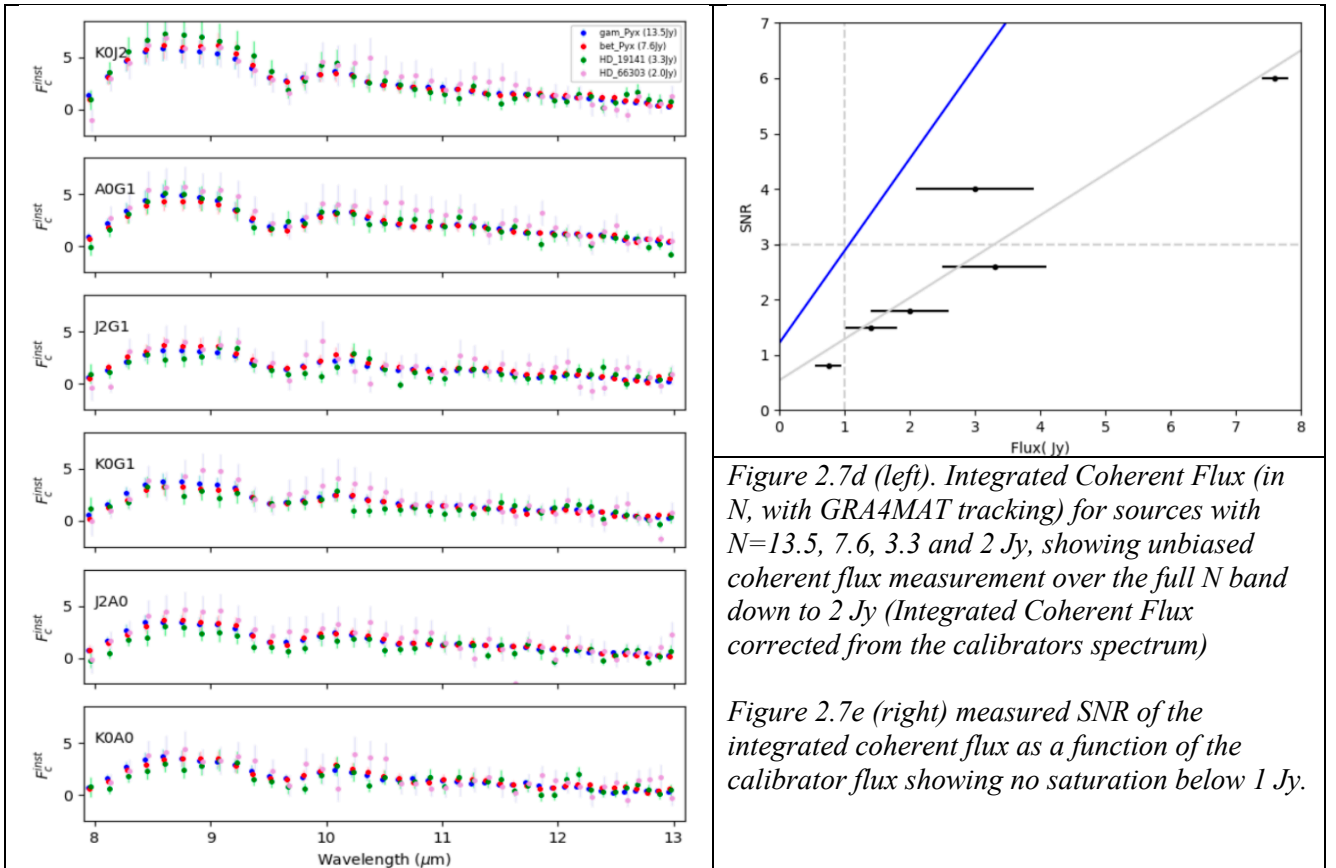 K0J2
gam_Pyx (13.5Jy)
bet_Pyx (7.6Jy)
HD_19141 (3.3Jy)
HD_66303 (2.0Jy)
5
0
F_c^inst
A0G1
5
0
F_c^inst
J2G1
5
0
F_c^inst
K0G1
5
0
F_c^inst
J2A0
5
0
F_c^inst
K0A0
5
0
F_c^inst
8 9 10 11 12 13
Wavelength (μm)
7
6
5
4
3
2
1
0
SNR
0 1 2 3 4 5 6 7 8
Flux( Jy)
Figure 2.7d (left). Integrated Coherent Flux (in
N, with GRA4MAT tracking) for sources with
N=13.5, 7.6, 3.3 and 2 Jy, showing unbiased
coherent flux measurement over the full N band
down to 2 Jy (Integrated Coherent Flux
corrected from the calibrators spectrum)
Figure 2.7e (right) measured SNR of the
integrated coherent flux as a function of the
calibrator flux showing no saturation below 1 Jy.